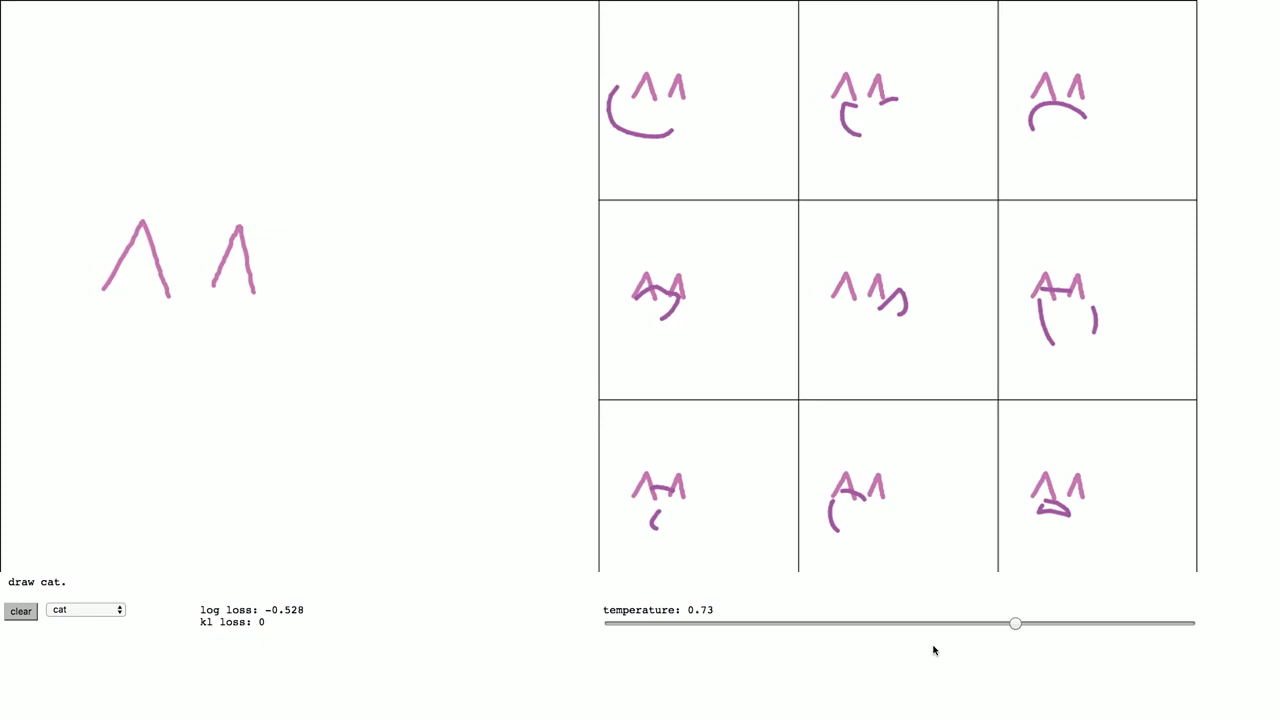 draw cat.
clear
cat
log loss: -0.528
kl loss: 0
temperature: 0.73